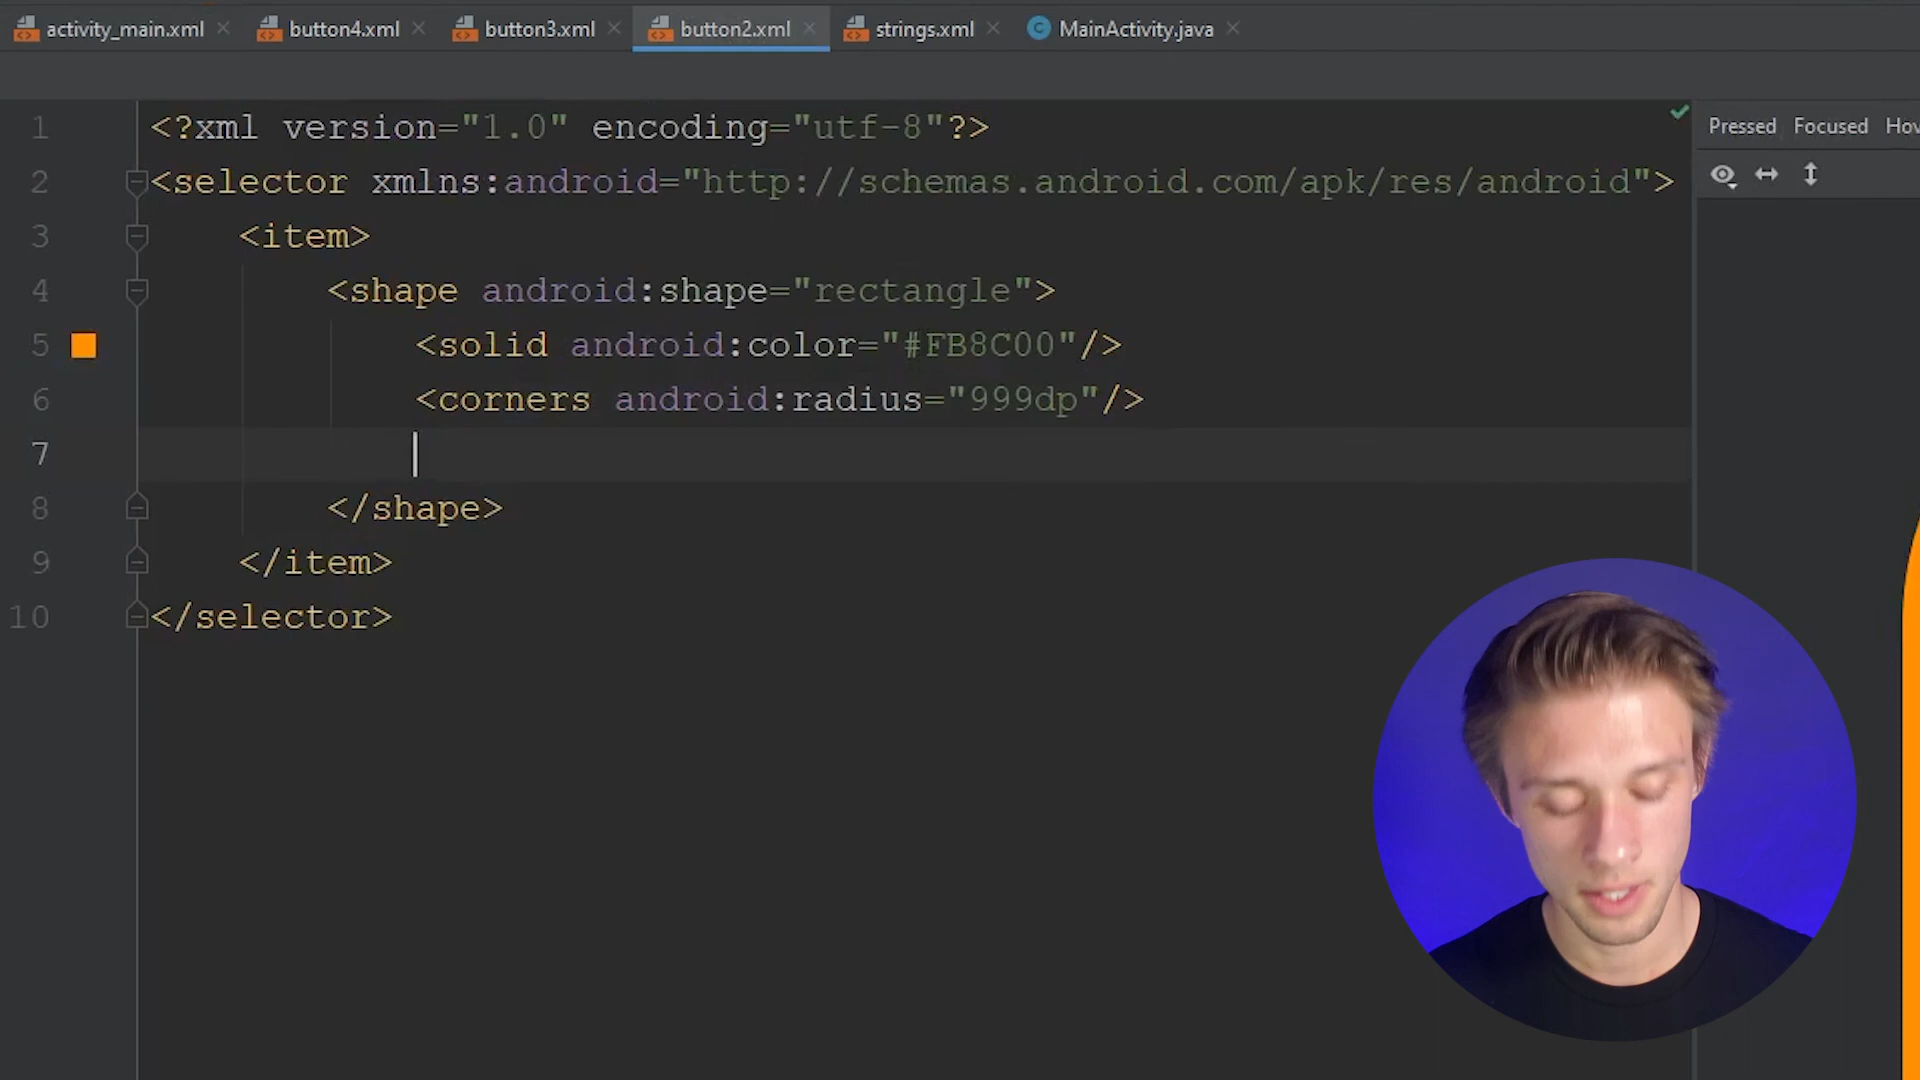 activity_main.xml button4.xml button3.xml button2.xml strings.xml MainActivity.java
Pressed Focused
1 <?xml version="1.0" encoding="utf-8"?>
2 <selector xmlns:android="http://schemas.android.com/apk/res/android">
3 <item>
4 <shape android:shape="rectangle">
5 <solid android:color="#FB8C00"/>
6 <corners android:radius="999dp"/>
7
8 </shape>
9 </item>
10 </selector>